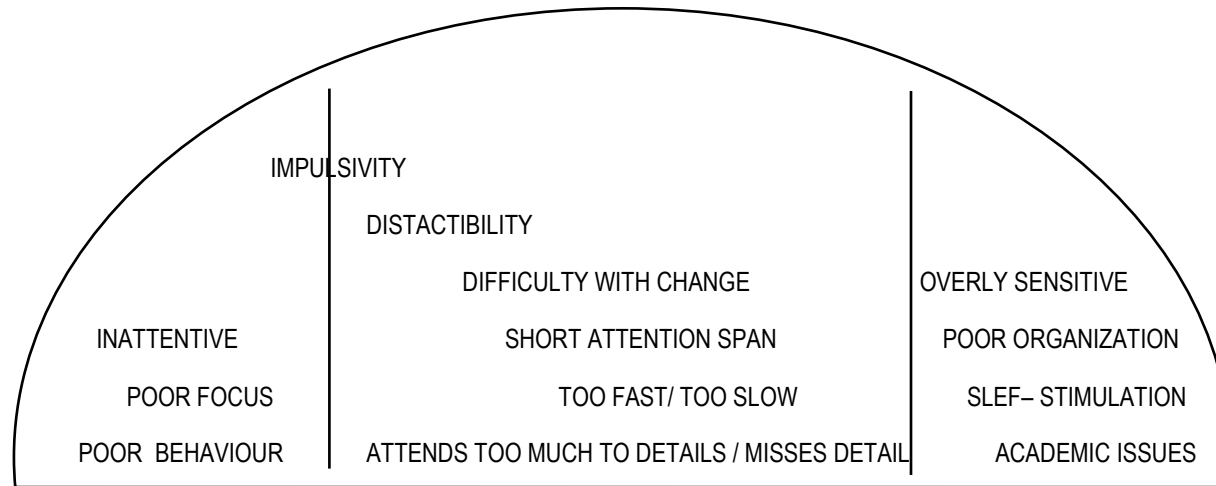 IMPULSIVITY
DISTACTIBILITY
DIFFICULTY WITH CHANGE OVERLY SENSITIVE
INATTENTIVE SHORT ATTENTION SPAN POOR ORGANIZATION
POOR FOCUS TOO FAST/ TOO SLOW SLEF– STIMULATION
POOR BEHAVIOUR ATTENDS TOO MUCH TO DETAILS / MISSES DETAIL ACADEMIC ISSUES